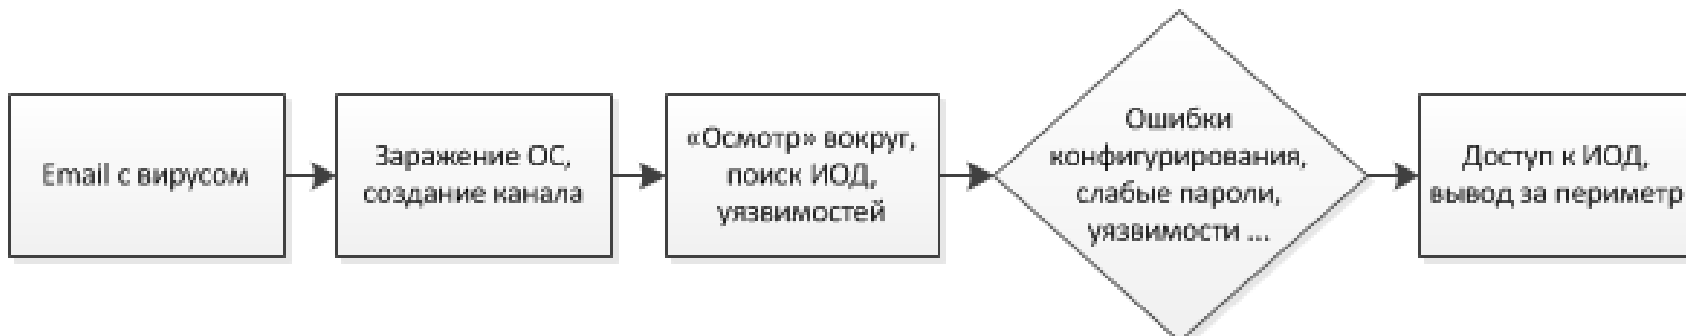 Email с вирусом
Заражение ОС,
создание канала
«Осмотр» вокруг,
поиск ИОД,
уязвимостей
Ошибки
конфигурирования,
слабые пароли,
уязвимости ...
Доступ к ИОД,
вывод за периметр